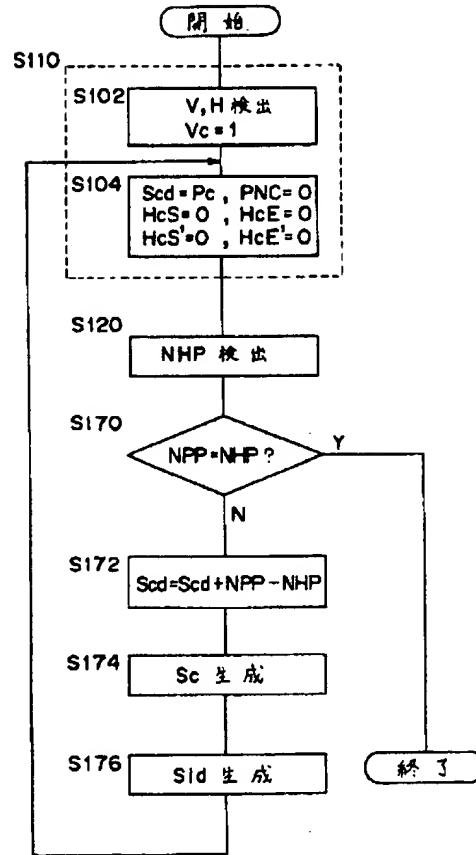 開始
S110
S102
V, H 検出
Vc = 1
S104
Scd = Pc , PNC = 0
HcS = 0 , HcE = 0
HcS' = 0 , HcE' = 0
S120
NHP 検出
S170
NPP = NHP ?
Y
N
S172
Scd = Scd + NPP - NHP
S174
Sc 生成
S176
Sld 生成
終了